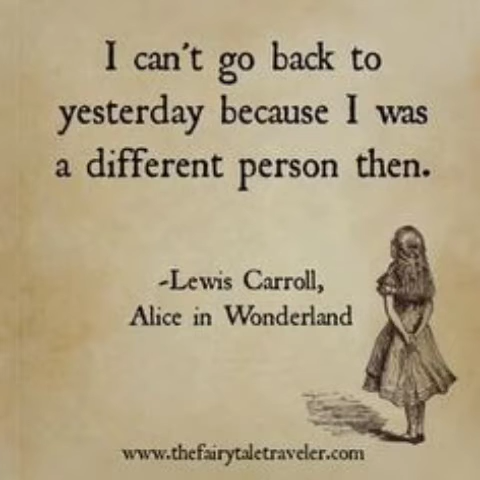 I can't go back to
yesterday because I was
a different person then.
-Lewis Carroll,
Alice in Wonderland
www.thefairytaletraveler.com